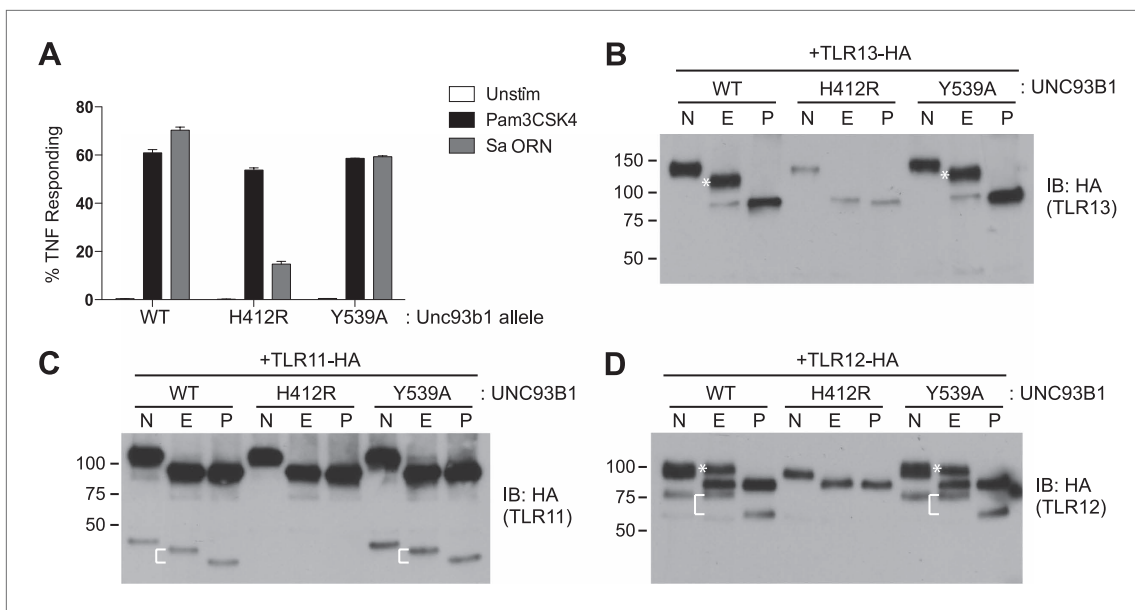 A
Unstim
Pam3CSK4
Sa ORN
% TNF Responding
80
60
40
20
0
WT H412R Y539A : Unc93b1 allele
B
+TLR13-HA
WT H412R Y539A : UNC93B1
N E P N E P N E P
150
100
75
50
*
*
IB: HA
(TLR13)
C
+TLR11-HA
WT H412R Y539A : UNC93B1
N E P N E P N E P
100
75
50
IB: HA
(TLR11)
D
+TLR12-HA
WT H412R Y539A : UNC93B1
N E P N E P N E P
100
75
50
*
*
IB: HA
(TLR12)